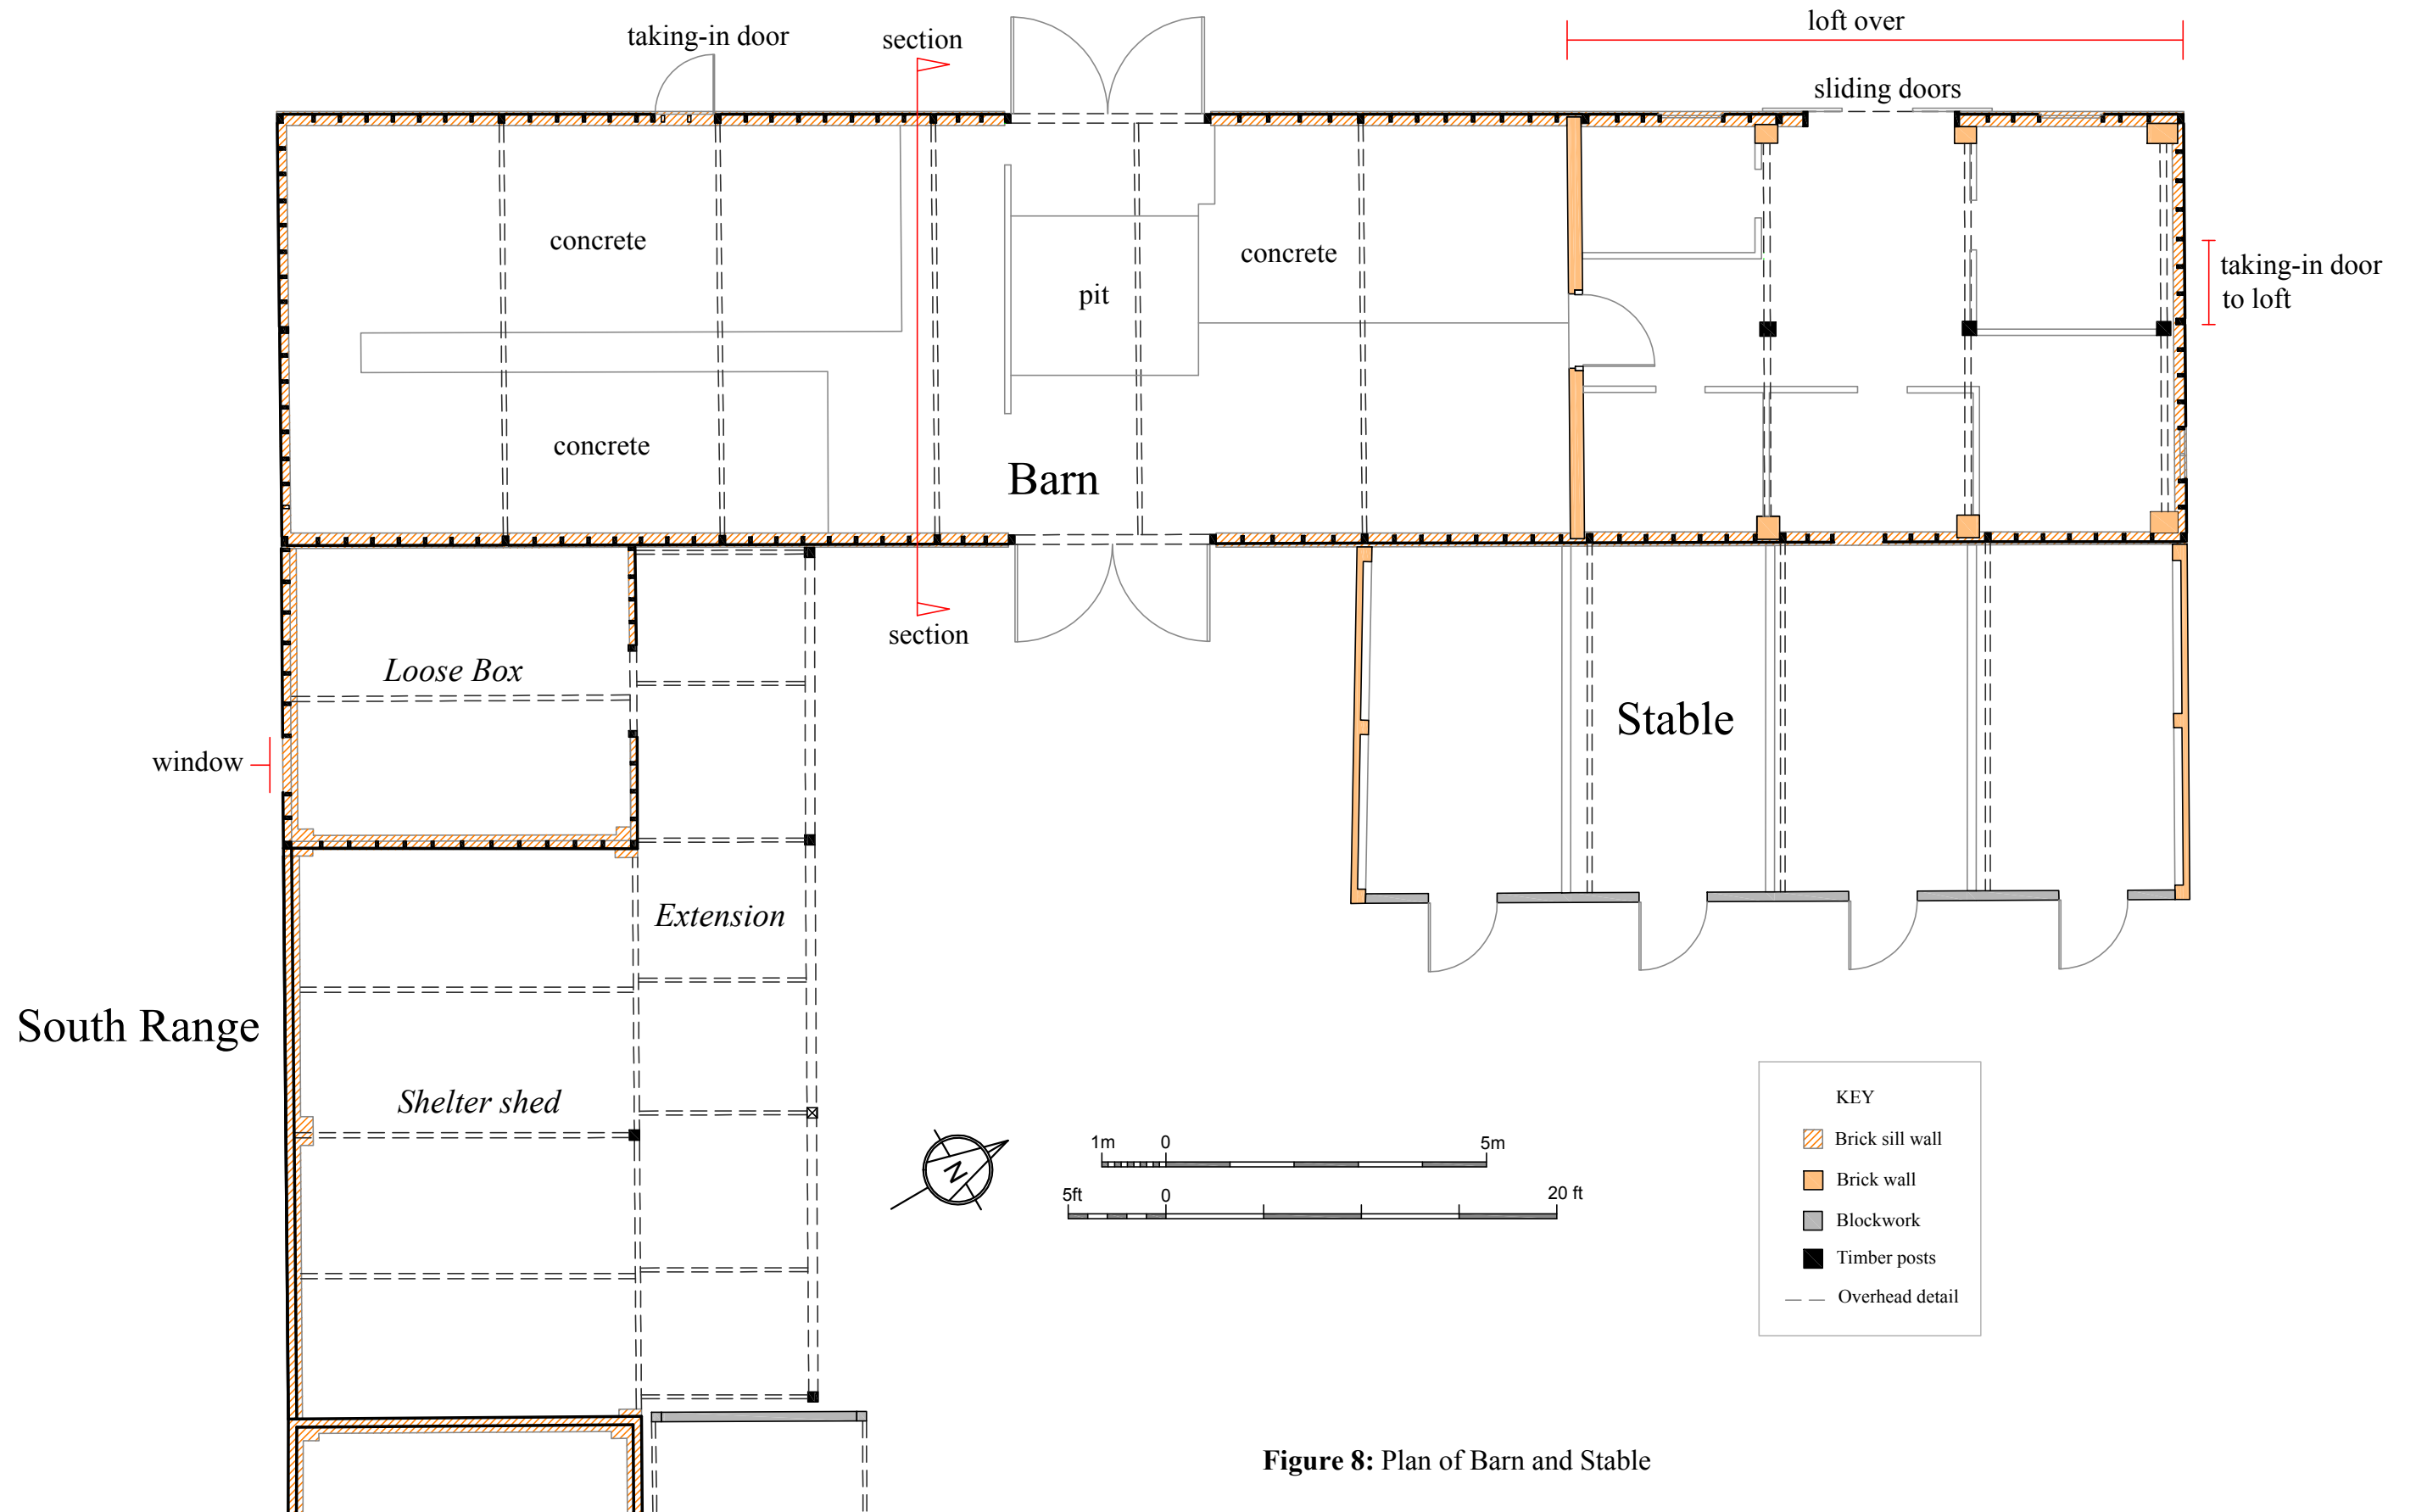 loft over
taking-in door
section
sliding doors
concrete
concrete
taking-in door
to loft
pit
concrete
Barn
section
Loose Box
Stable
window
Extension
South Range
Shelter shed
KEY
Brick sill wall
Brick wall
Blockwork
Timber posts
Overhead detail
1m 0 5m
N
5ft 0 20 ft
Figure 8: Plan of Barn and Stable